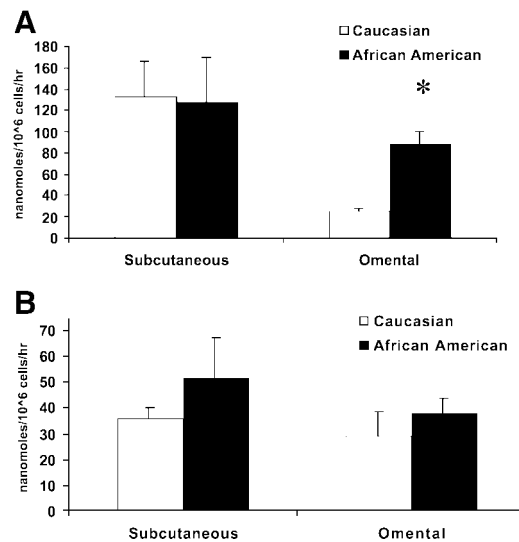 A
Caucasian
African American
nanomoles/10^6 cells/hr
180
160
140
120
100
80
60
40
20
0
*
Subcutaneous Omental
B
Caucasian
African American
nanomoles/10^6 cells/hr
70
60
50
40
30
20
10
0
Subcutaneous Omental